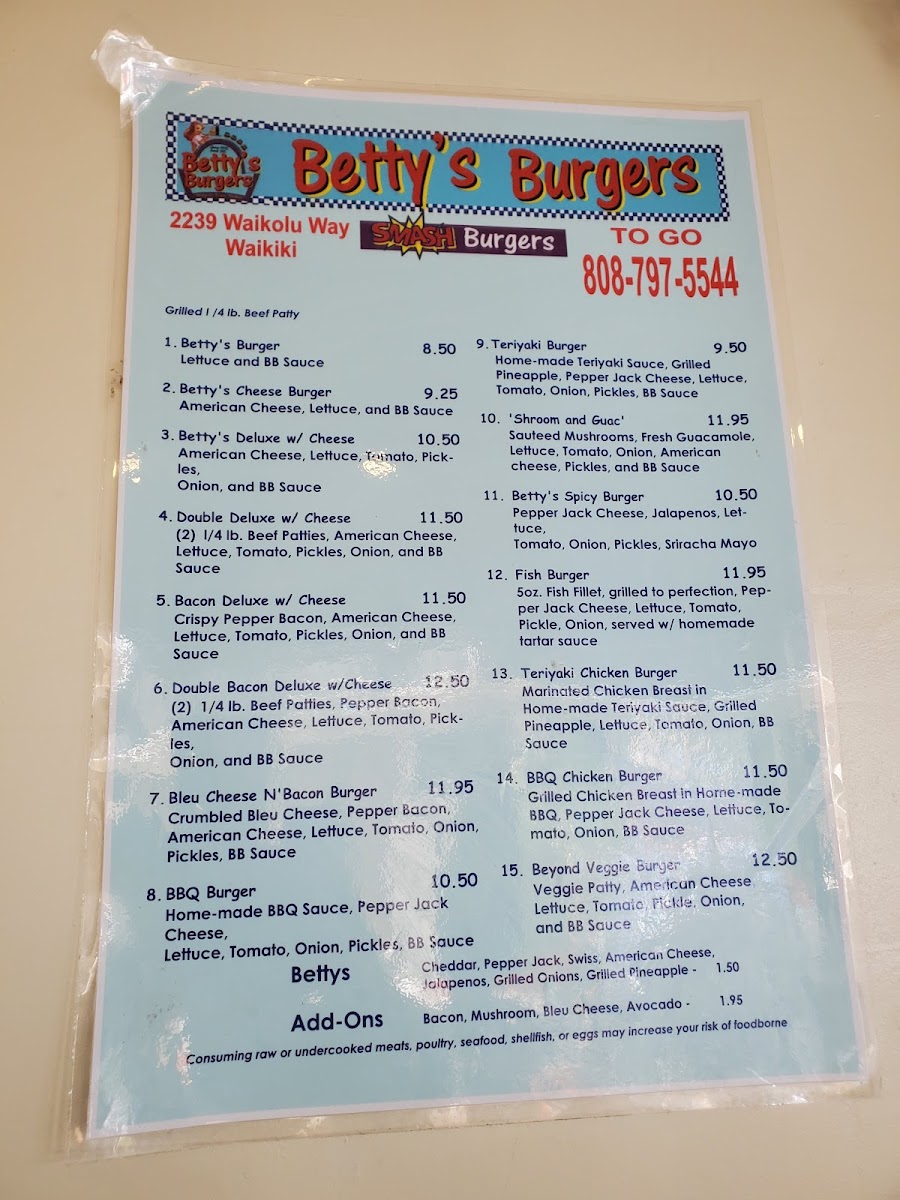 Betty's
Burgers
Betty's Burgers
2239 Waikolu Way
Waikiki
SMASH Burgers
TO GO
808-797-5544
Grilled 1/4 lb. Beef Patty
1. Betty's Burger 8.50
Lettuce and BB Sauce
2. Betty's Cheese Burger 9.25
American Cheese, Lettuce, and BB Sauce
3. Betty's Deluxe w/ Cheese 10.50
American Cheese, Lettuce, Tomato, Pick-
les,
Onion, and BB Sauce
4. Double Deluxe w/ Cheese 11.50
(2) 1/4 lb. Beef Patties, American Cheese,
Lettuce, Tomato, Pickles, Onion, and BB
Sauce
5. Bacon Deluxe w/ Cheese 11.50
Crispy Pepper Bacon, American Cheese,
Lettuce, Tomato, Pickles, Onion, and BB
Sauce
6. Double Bacon Deluxe w/Cheese 12.50
(2) 1/4 lb. Beef Patties, Pepper Bacon,
American Cheese, Lettuce, Tomato, Pick-
les,
Onion, and BB Sauce
7. Bleu Cheese N'Bacon Burger 11.95
Crumbled Bleu Cheese, Pepper Bacon,
American Cheese, Lettuce, Tomato, Onion,
Pickles, BB Sauce
8. BBQ Burger 10.50
Home-made BBQ Sauce, Pepper Jack
Cheese,
Lettuce, Tomato, Onion, Pickles, BB Sauce
9. Teriyaki Burger 9.50
Home-made Teriyaki Sauce, Grilled
Pineapple, Pepper Jack Cheese, Lettuce,
Tomato, Onion, Pickles, BB Sauce
10. 'Shroom and Guac' 11.95
Sauteed Mushrooms, Fresh Guacamole,
Lettuce, Tomato, Onion, American
cheese, Pickles, and BB Sauce
11. Betty's Spicy Burger 10.50
Pepper Jack Cheese, Jalapenos, Let-
tuce,
Tomato, Onion, Pickles, Sriracha Mayo
12. Fish Burger 11.95
5oz. Fish Fillet, grilled to perfection, Pep-
per Jack Cheese, Lettuce, Tomato,
Pickle, Onion, served w/ homemade
tartar sauce
13. Teriyaki Chicken Burger 11.50
Marinated Chicken Breast in
Home-made Teriyaki Sauce, Grilled
Pineapple, Lettuce, Tomato, Onion, BB
Sauce
14. BBQ Chicken Burger 11.50
Grilled Chicken Breast in Home-made
BBQ, Pepper Jack Cheese, Lettuce, To-
mato, Onion, BB Sauce
15. Beyond Veggie Burger 12.50
Veggie Patty, American Cheese
Lettuce, Tomato, Pickle, Onion,
and BB Sauce
Bettys
Add-Ons
Cheddar, Pepper Jack, Swiss, American Cheese,
Jalapenos, Grilled Onions, Grilled Pineapple - 1.50
Bacon, Mushroom, Bleu Cheese, Avocado - 1.95
Consuming raw or undercooked meats, poultry, seafood, shellfish, or eggs may increase your risk of foodborne